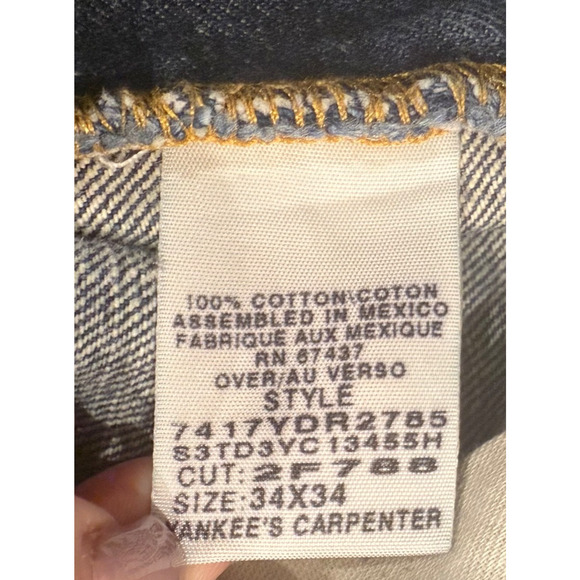 100% COTTON\COTON
ASSEMBLED IN MEXICO
FABRIQUE AUX MEXIQUE
RN 67437
OVER/AU VERSO
STYLE
7417YDR2785
S3TD3YC13455H
CUT: 2F788
SIZE: 34X34
YANKEE'S CARPENTER